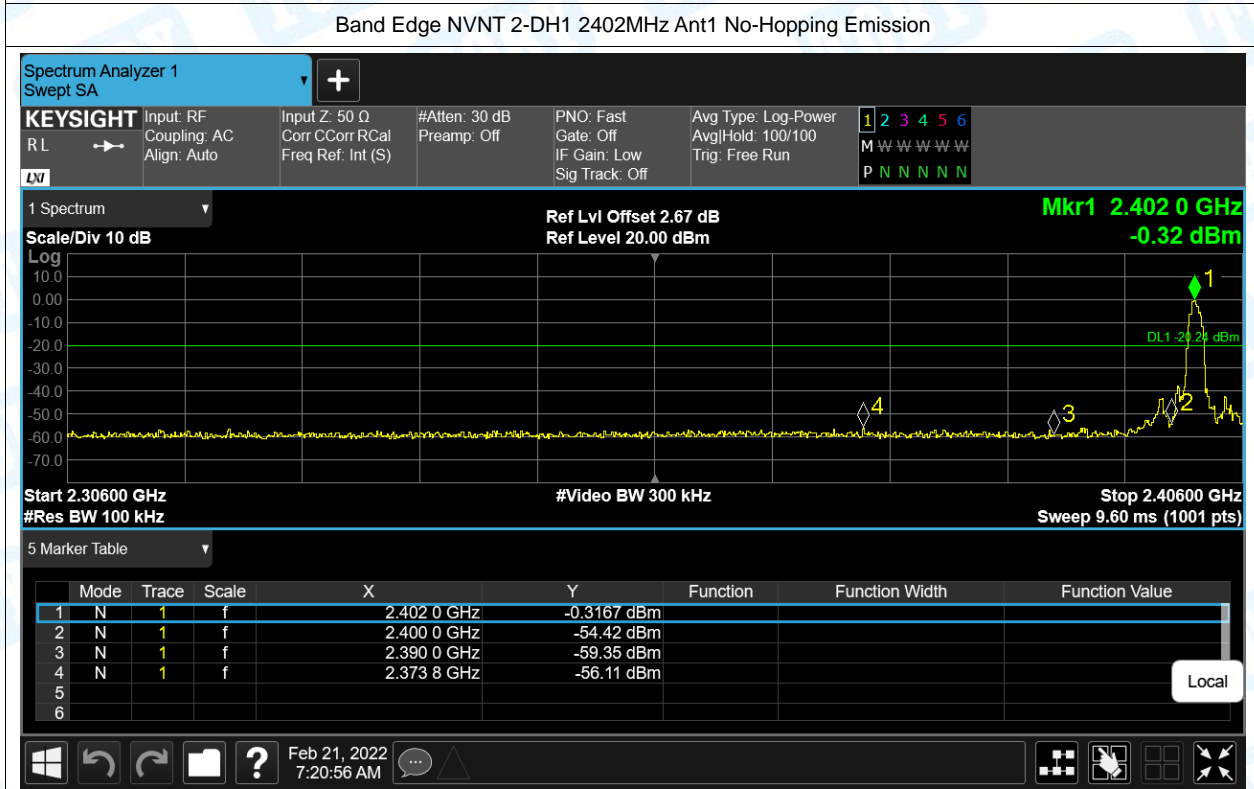 Band Edge NVNT 2-DH1 2402MHz Ant1 No-Hopping Emission
Spectrum Analyzer 1
Swept SA
KEYSIGHT
R L
LXI
Input: RF
Coupling: AC
Align: Auto
Input Z: 50 Ω
Corr CCorr RCal
Freq Ref: Int (S)
#Atten: 30 dB
Preamp: Off
PNO: Fast
Gate: Off
IF Gain: Low
Sig Track: Off
Avg Type: Log-Power
Avg|Hold: 100/100
Trig: Free Run
1 2 3 4 5 6
M W W W W W
P N N N N N
1 Spectrum
Scale/Div 10 dB
Ref Lvl Offset 2.67 dB
Ref Level 20.00 dBm
Mkr1 2.402 0 GHz
-0.32 dBm
Log
10.0
0.00
-10.0
-20.0
-30.0
-40.0
-50.0
-60.0
-70.0
1
DL1 -20.24 dBm
4
3
2
Start 2.30600 GHz
#Video BW 300 kHz
Stop 2.40600 GHz
#Res BW 100 kHz
Sweep 9.60 ms (1001 pts)
5 Marker Table
Mode Trace Scale X Y Function Function Width Function Value
1 N 1 f 2.402 0 GHz -0.3167 dBm
2 N 1 f 2.400 0 GHz -54.42 dBm
3 N 1 f 2.390 0 GHz -59.35 dBm
4 N 1 f 2.373 8 GHz -56.11 dBm
5
6
Local
?
Feb 21, 2022
7:20:56 AM